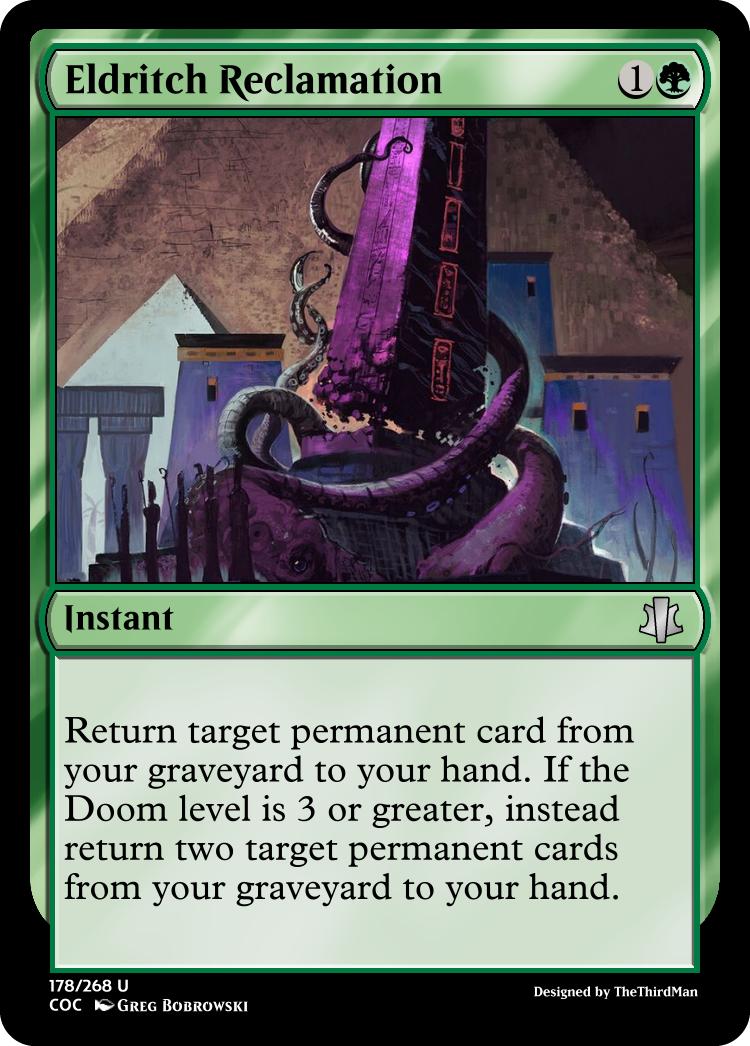 Eldritch Reclamation 1
Instant
Return target permanent card from
your graveyard to your hand. If the
Doom level is 3 or greater, instead
return two target permanent cards
from your graveyard to your hand.
178/268 U
COC Greg Bobrowski
Designed by TheThirdMan